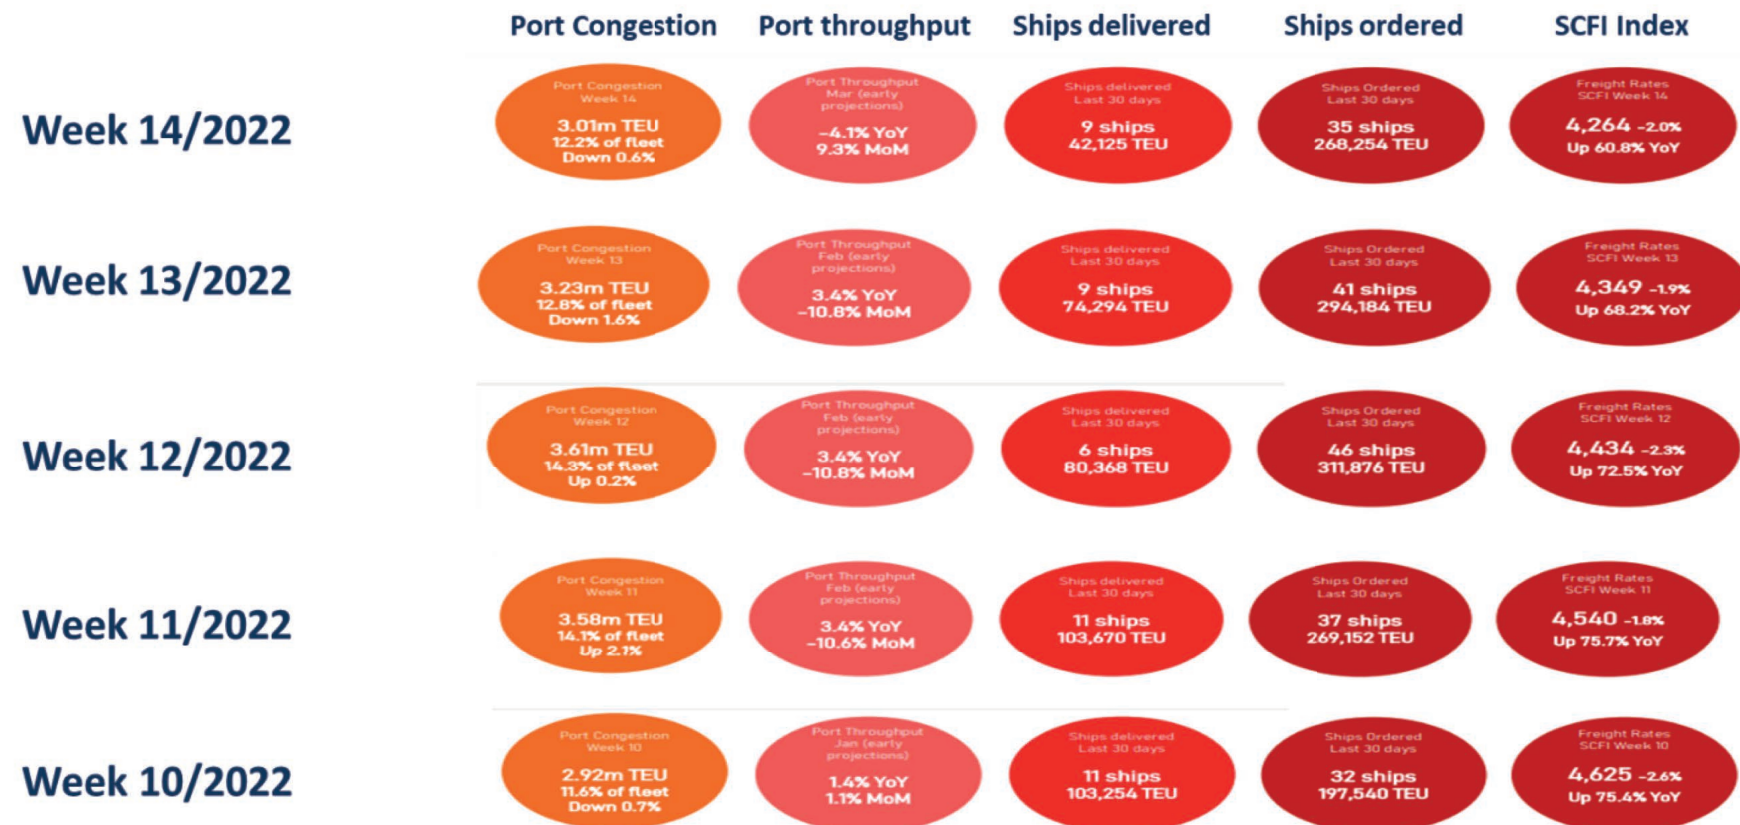 Port Congestion Port throughput Ships delivered Ships ordered SCFI Index
Week 14/2022
Port Congestion
Week 14
3.01m TEU
12.2% of fleet
Down 0.6%
Port Throughput
Mar (early
projections)
-4.1% YoY
9.3% MoM
Ships delivered
Last 30 days
9 ships
42,125 TEU
Ships Ordered
Last 30 days
35 ships
268,254 TEU
Freight Rates
SCFI Week 14
4,264 -2.0%
Up 60.8% YoY
Week 13/2022
Port Congestion
Week 13
3.23m TEU
12.8% of fleet
Down 1.6%
Port Throughput
Feb (early
projections)
3.4% YoY
-10.8% MoM
Ships delivered
Last 30 days
9 ships
74,294 TEU
Ships Ordered
Last 30 days
41 ships
294,184 TEU
Freight Rates
SCFI Week 13
4,349 -1.9%
Up 68.2% YoY
Week 12/2022
Port Congestion
Week 12
3.61m TEU
14.3% of fleet
Up 0.2%
Port Throughput
Feb (early
projections)
3.4% YoY
-10.8% MoM
Ships delivered
Last 30 days
6 ships
80,368 TEU
Ships Ordered
Last 30 days
46 ships
311,876 TEU
Freight Rates
SCFI Week 12
4,434 -2.3%
Up 72.5% YoY
Week 11/2022
Port Congestion
Week 11
3.58m TEU
14.1% of fleet
Up 2.1%
Port Throughput
Feb (early
projections)
3.4% YoY
-10.6% MoM
Ships delivered
Last 30 days
11 ships
103,670 TEU
Ships Ordered
Last 30 days
37 ships
269,152 TEU
Freight Rates
SCFI Week 11
4,540 -1.8%
Up 75.7% YoY
Week 10/2022
Port Congestion
Week 10
2.92m TEU
11.6% of fleet
Down 0.7%
Port Throughput
Jan (early
projections)
1.4% YoY
1.1% MoM
Ships delivered
Last 30 days
11 ships
103,254 TEU
Ships Ordered
Last 30 days
32 ships
197,540 TEU
Freight Rates
SCFI Week 10
4,625 -2.6%
Up 75.4% YoY